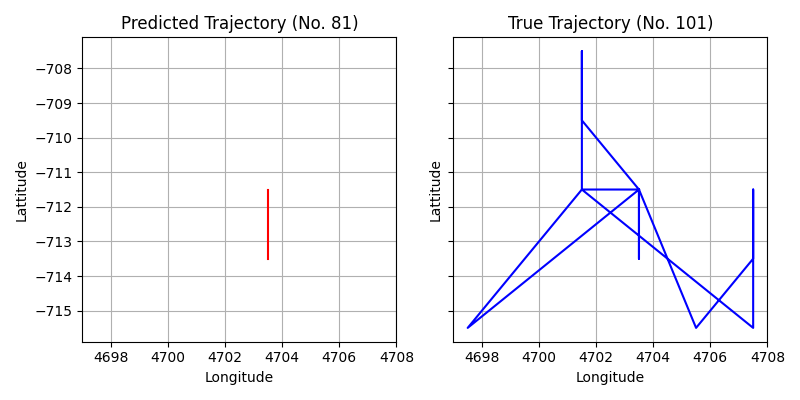 Predicted Trajectory (No. 81)
True Trajectory (No. 101)
−708
−709
−710
−711
−712
−713
−714
−715
Lattitude
Lattitude
4698 4700 4702 4704 4706 4708
4698 4700 4702 4704 4706 4708
Longitude
Longitude